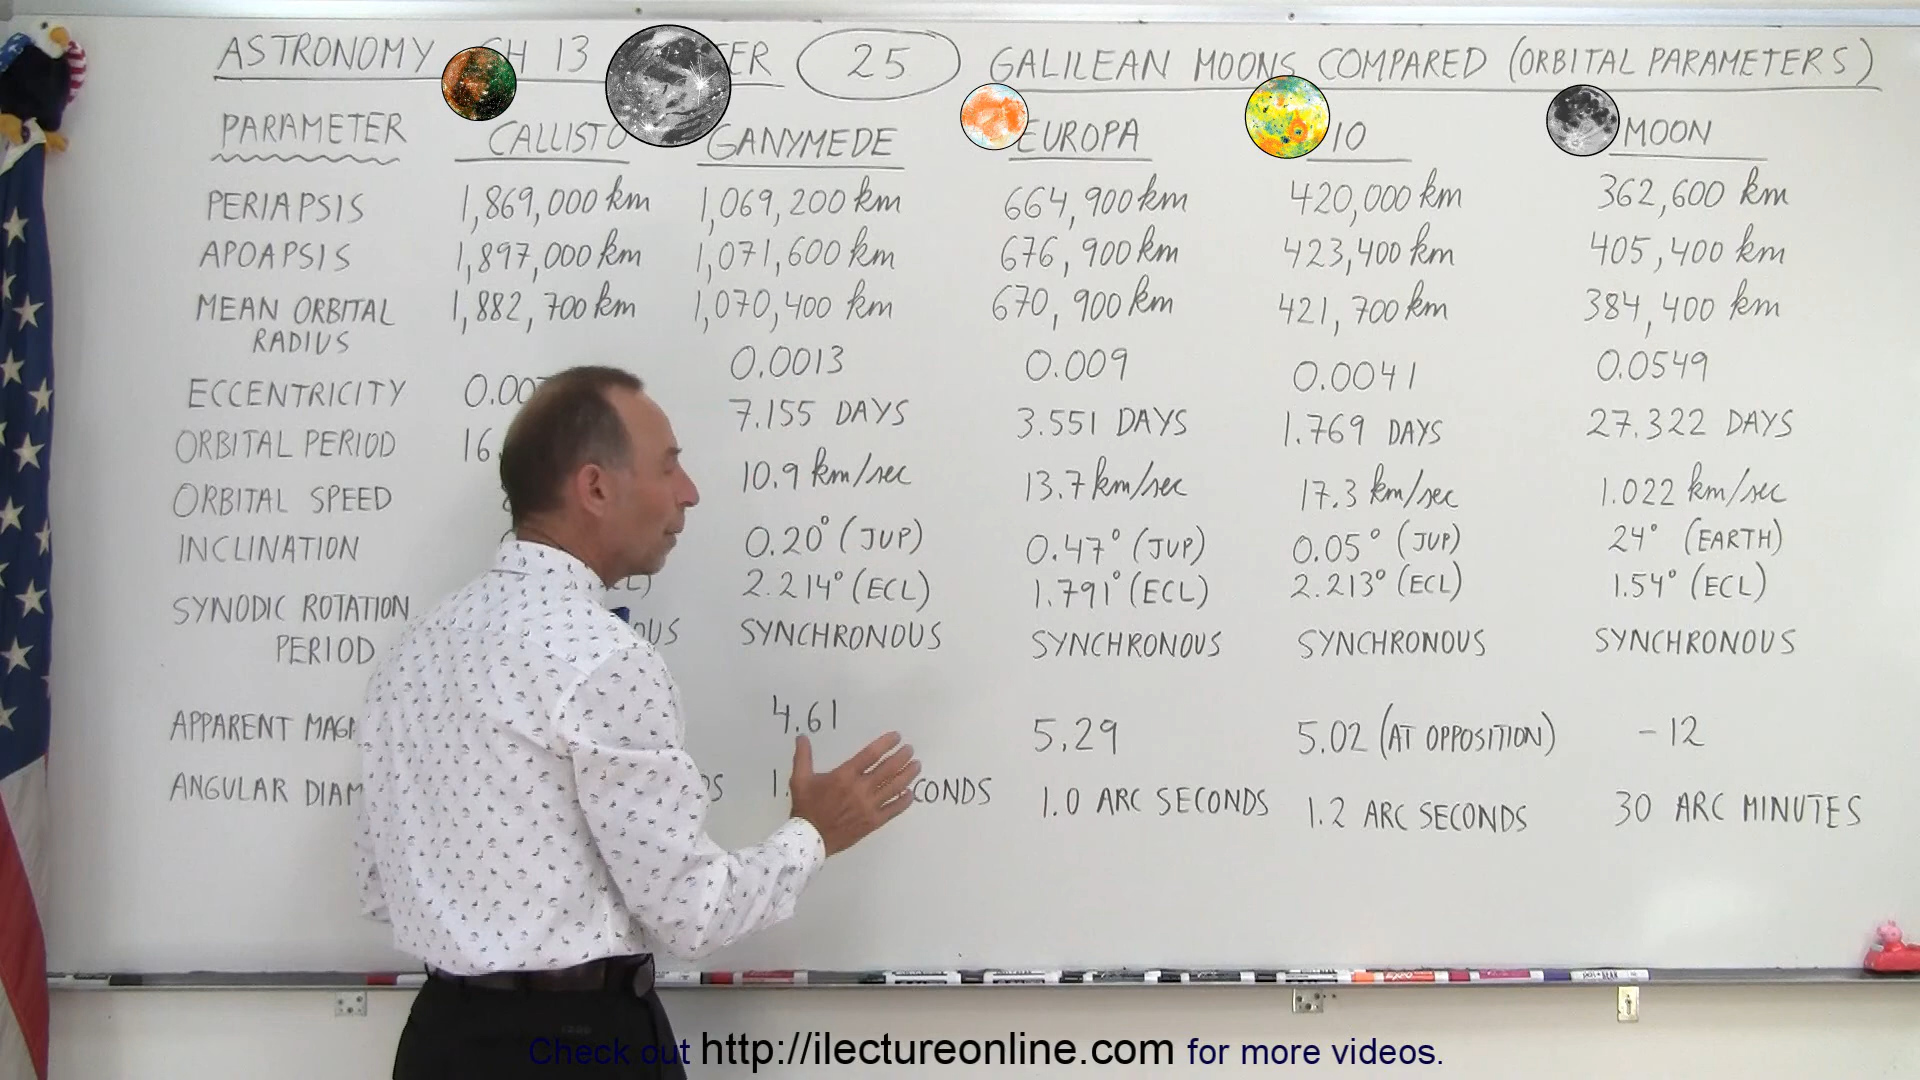 ASTRONOMY CH 13 25 GALILEAN MOONS COMPARED (ORBITAL PARAMETERS)
PARAMETER CALLISTO GANYMEDE EUROPA IO MOON
PERIAPSIS 1,869,000 km 1,069,200 km 664,900 km 420,000 km 362,600 km
APOAPSIS 1,897,000 km 1,071,600 km 676,900 km 423,400 km 405,400 km
MEAN ORBITAL 1,882,700 km 1,070,400 km 670,900 km 421,700 km 384,400 km
RADIUS
ECCENTRICITY 0.0013 0.009 0.0041 0.0549
ORBITAL PERIOD 7.155 DAYS 3.551 DAYS 1.769 DAYS 27.322 DAYS
ORBITAL SPEED 10.9 km/sec 13.7 km/sec 17.3 km/sec 1.022 km/sec
INCLINATION 0.20° (JUP) 0.47° (JUP) 0.05° (JUP) 24° (EARTH)
2.214° (ECL) 1.791° (ECL) 2.213° (ECL) 1.54° (ECL)
SYNODIC ROTATION SYNCHRONOUS SYNCHRONOUS SYNCHRONOUS SYNCHRONOUS
PERIOD
APPARENT 4.61 5.29 5.02 (AT OPPOSITION) -12
ANGULAR 1.0 ARC SECONDS 1.2 ARC SECONDS 30 ARC MINUTES
Check out http://ilectureonline.com for more videos.